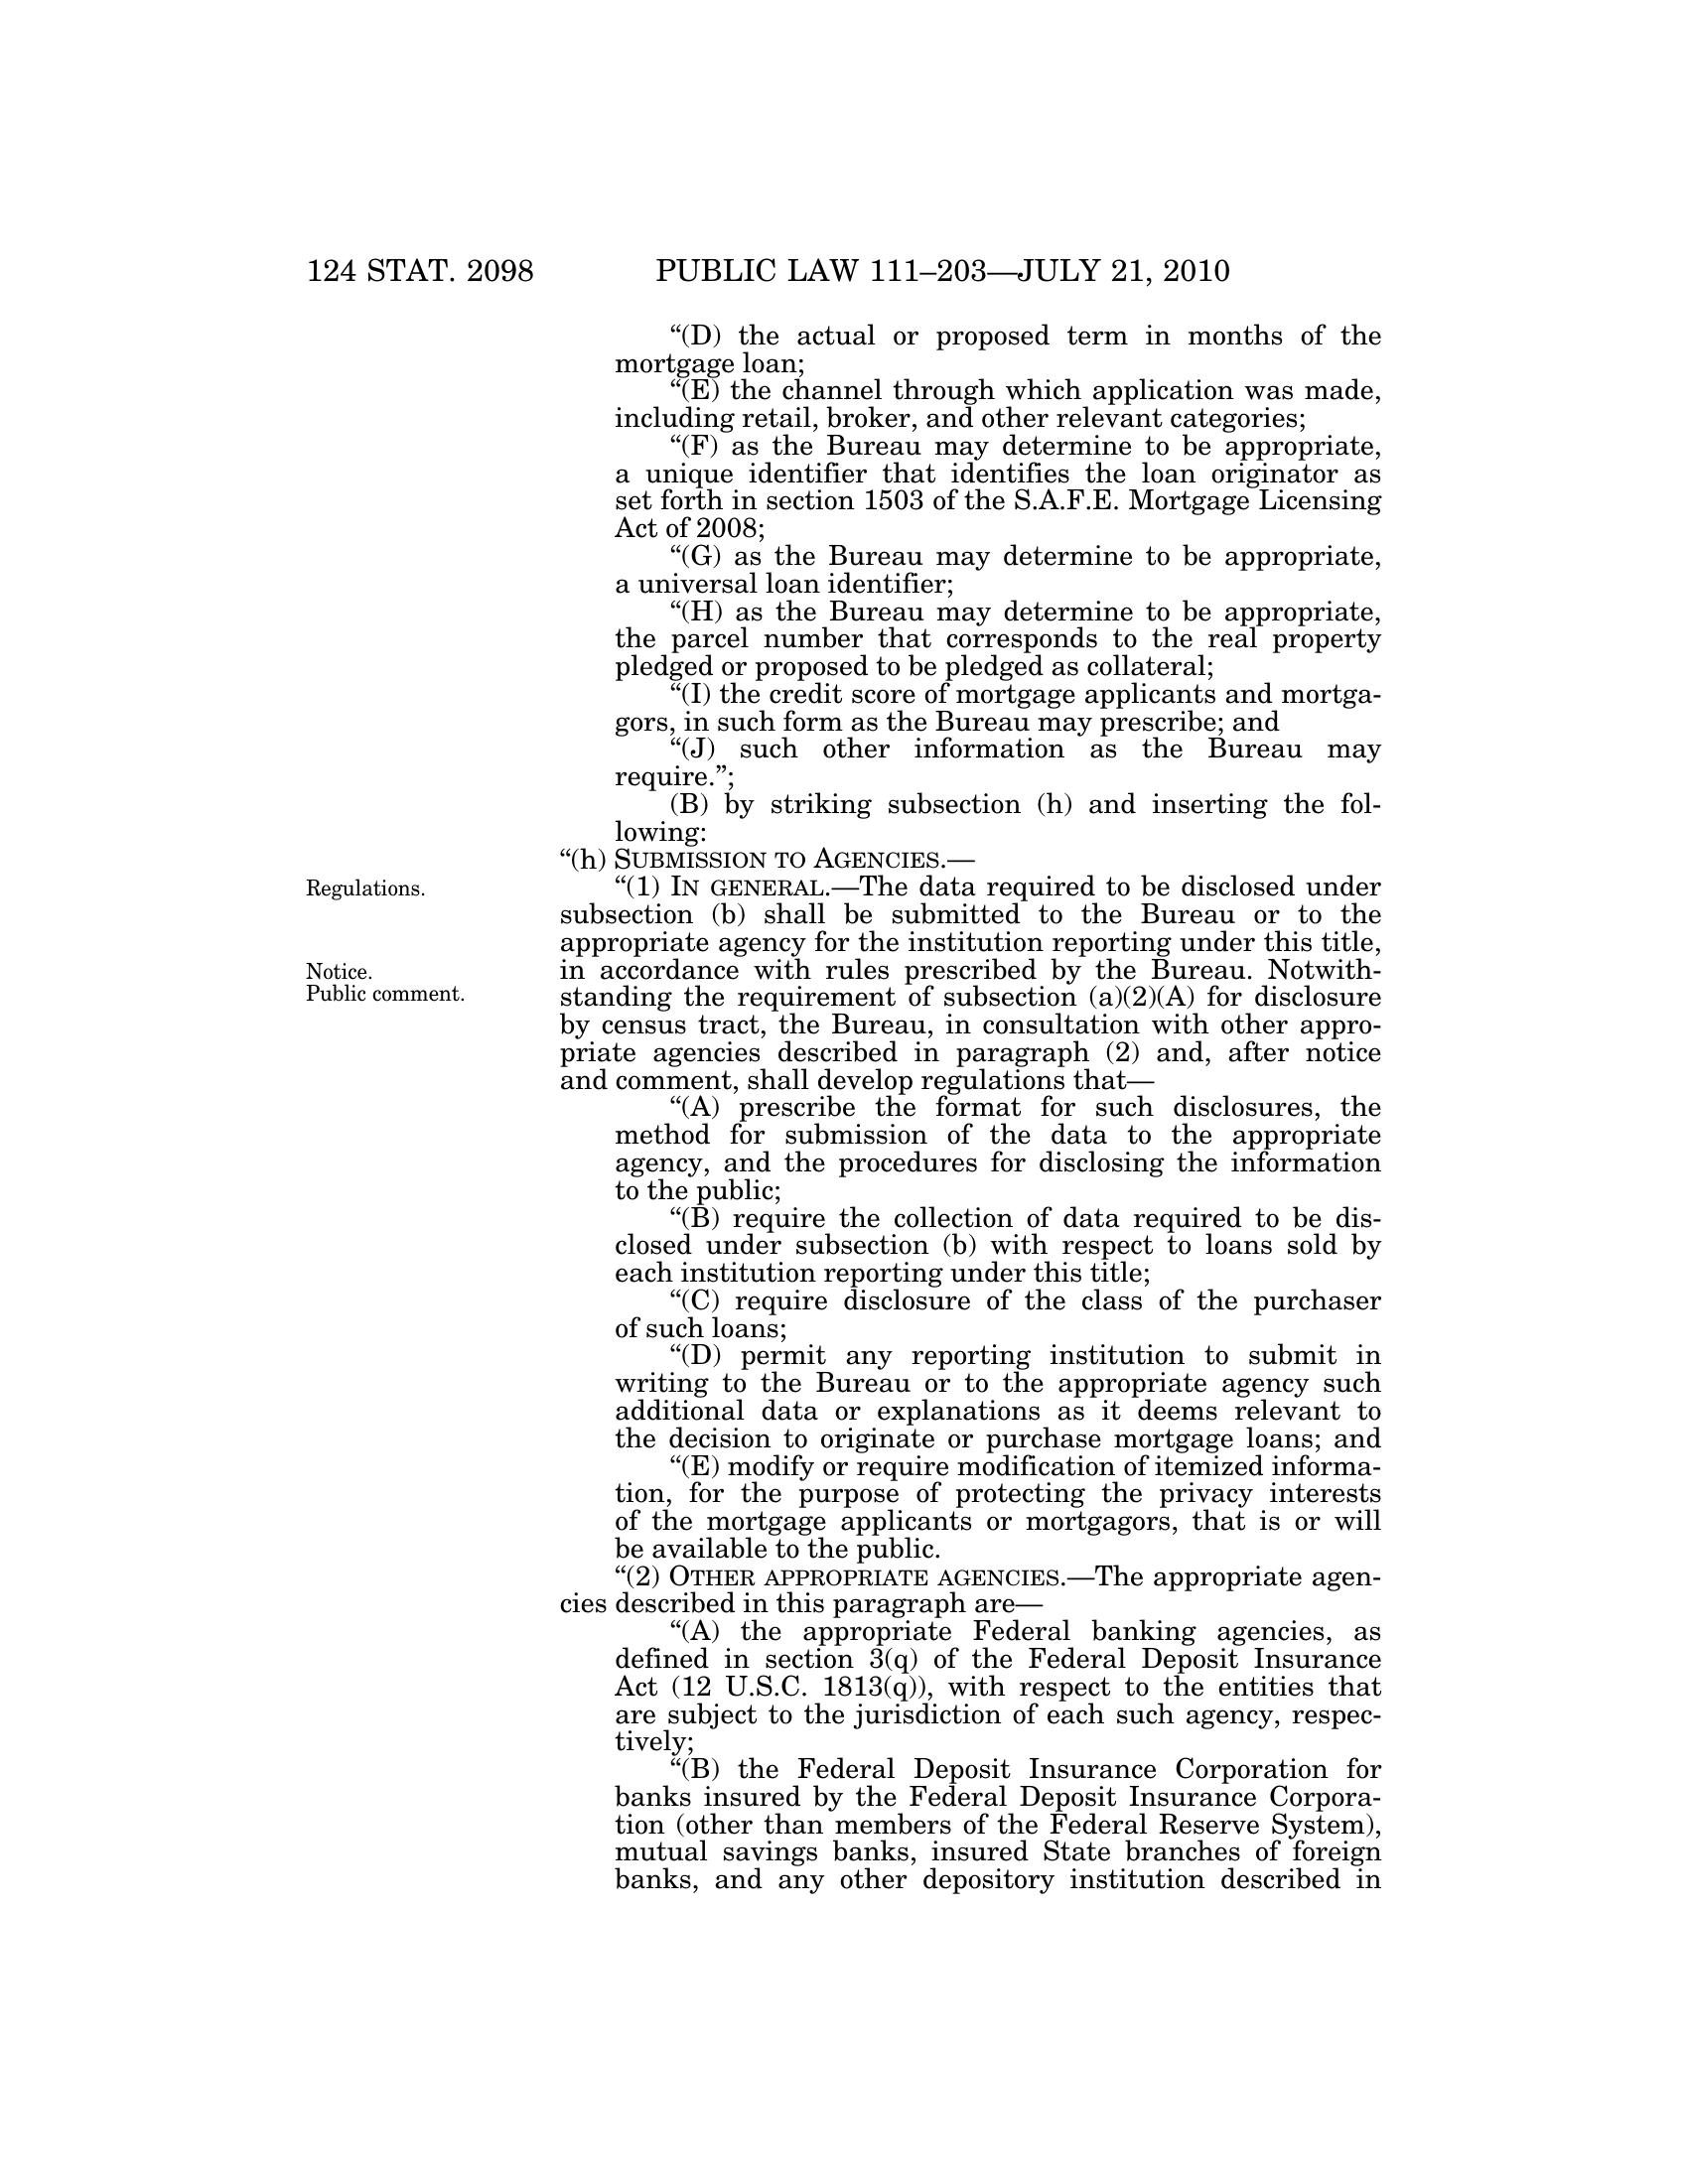 124 STAT. 2098 PUBLIC LAW 111–203—JULY 21, 2010
“(D) the actual or proposed term in months of the
mortgage loan;
“(E) the channel through which application was made,
including retail, broker, and other relevant categories;
“(F) as the Bureau may determine to be appropriate,
a unique identifier that identifies the loan originator as
set forth in section 1503 of the S.A.F.E. Mortgage Licensing
Act of 2008;
“(G) as the Bureau may determine to be appropriate,
a universal loan identifier;
“(H) as the Bureau may determine to be appropriate,
the parcel number that corresponds to the real property
pledged or proposed to be pledged as collateral;
“(I) the credit score of mortgage applicants and mortga-
gors, in such form as the Bureau may prescribe; and
“(J) such other information as the Bureau may
require.”;
(B) by striking subsection (h) and inserting the fol-
lowing:
“(h) SUBMISSION TO AGENCIES.—
Regulations.
“(1) IN GENERAL.—The data required to be disclosed under
subsection (b) shall be submitted to the Bureau or to the
appropriate agency for the institution reporting under this title,
Notice.
Public comment.
in accordance with rules prescribed by the Bureau. Notwith-
standing the requirement of subsection (a)(2)(A) for disclosure
by census tract, the Bureau, in consultation with other appro-
priate agencies described in paragraph (2) and, after notice
and comment, shall develop regulations that—
“(A) prescribe the format for such disclosures, the
method for submission of the data to the appropriate
agency, and the procedures for disclosing the information
to the public;
“(B) require the collection of data required to be dis-
closed under subsection (b) with respect to loans sold by
each institution reporting under this title;
“(C) require disclosure of the class of the purchaser
of such loans;
“(D) permit any reporting institution to submit in
writing to the Bureau or to the appropriate agency such
additional data or explanations as it deems relevant to
the decision to originate or purchase mortgage loans; and
“(E) modify or require modification of itemized informa-
tion, for the purpose of protecting the privacy interests
of the mortgage applicants or mortgagors, that is or will
be available to the public.
“(2) OTHER APPROPRIATE AGENCIES.—The appropriate agen-
cies described in this paragraph are—
“(A) the appropriate Federal banking agencies, as
defined in section 3(q) of the Federal Deposit Insurance
Act (12 U.S.C. 1813(q)), with respect to the entities that
are subject to the jurisdiction of each such agency, respec-
tively;
“(B) the Federal Deposit Insurance Corporation for
banks insured by the Federal Deposit Insurance Corpora-
tion (other than members of the Federal Reserve System),
mutual savings banks, insured State branches of foreign
banks, and any other depository institution described in